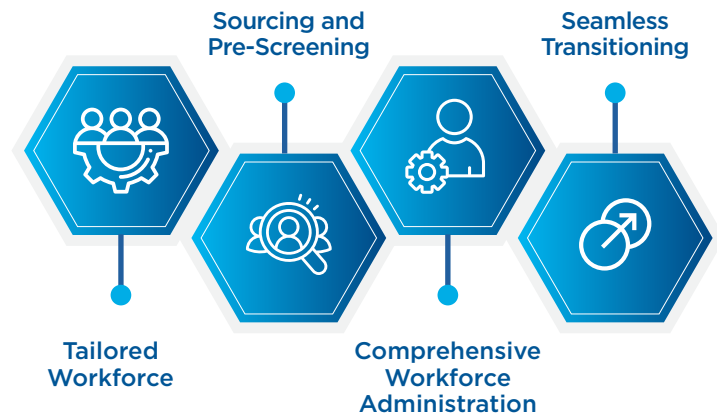 Sourcing and
Pre-Screening
Seamless
Transitioning
Tailored
Workforce
Comprehensive
Workforce
Administration